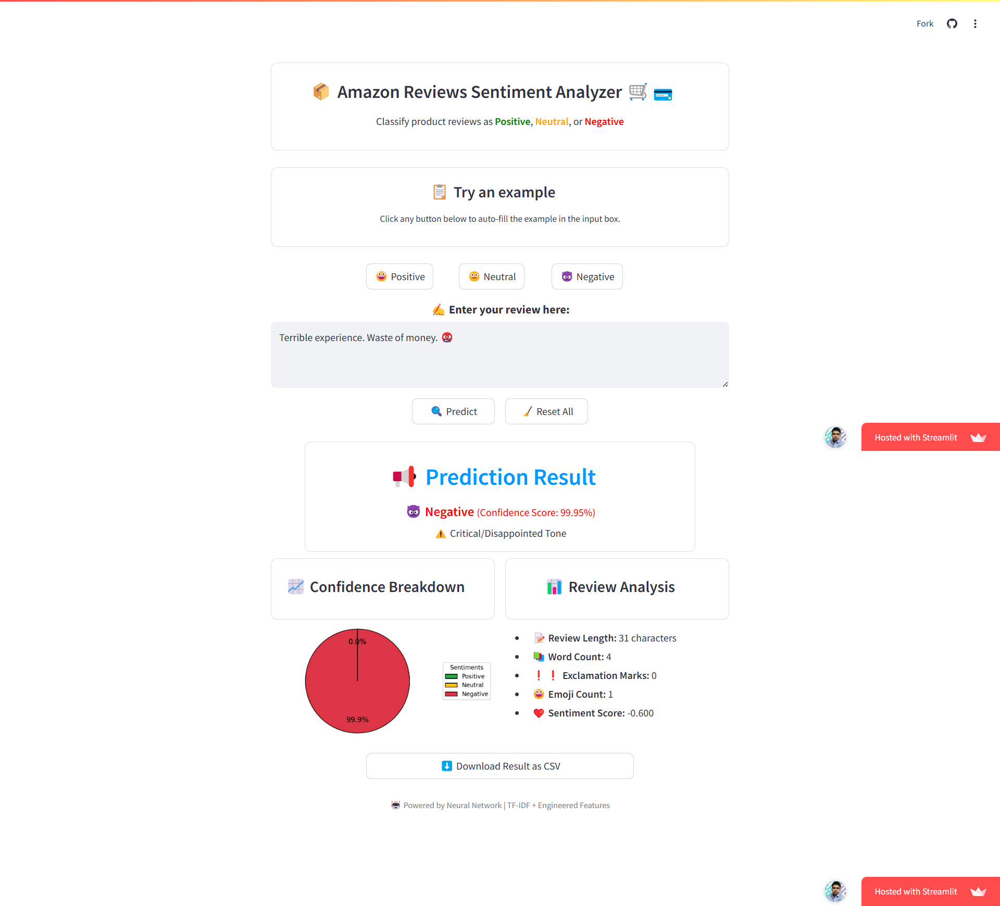 Fork
📦 Amazon Reviews Sentiment Analyzer 🛒 💳
Classify product reviews as Positive, Neutral, or Negative
📋 Try an example
Click any button below to auto-fill the example in the input box.
😀 Positive
😐 Neutral
👿 Negative
✍️ Enter your review here:
Terrible experience. Waste of money. 🤬
🔍 Predict
🧹 Reset All
Hosted with Streamlit
📢 Prediction Result
👿 Negative (Confidence Score: 99.95%)
⚠️ Critical/Disappointed Tone
📈 Confidence Breakdown
0.0%
99.9%
Sentiments
Positive
Neutral
Negative
📊 Review Analysis
📝 Review Length: 31 characters
📚 Word Count: 4
❗❗ Exclamation Marks: 0
😀 Emoji Count: 1
❤️ Sentiment Score: -0.600
⬇️ Download Result as CSV
🤖 Powered by Neural Network | TF-IDF + Engineered Features
Hosted with Streamlit